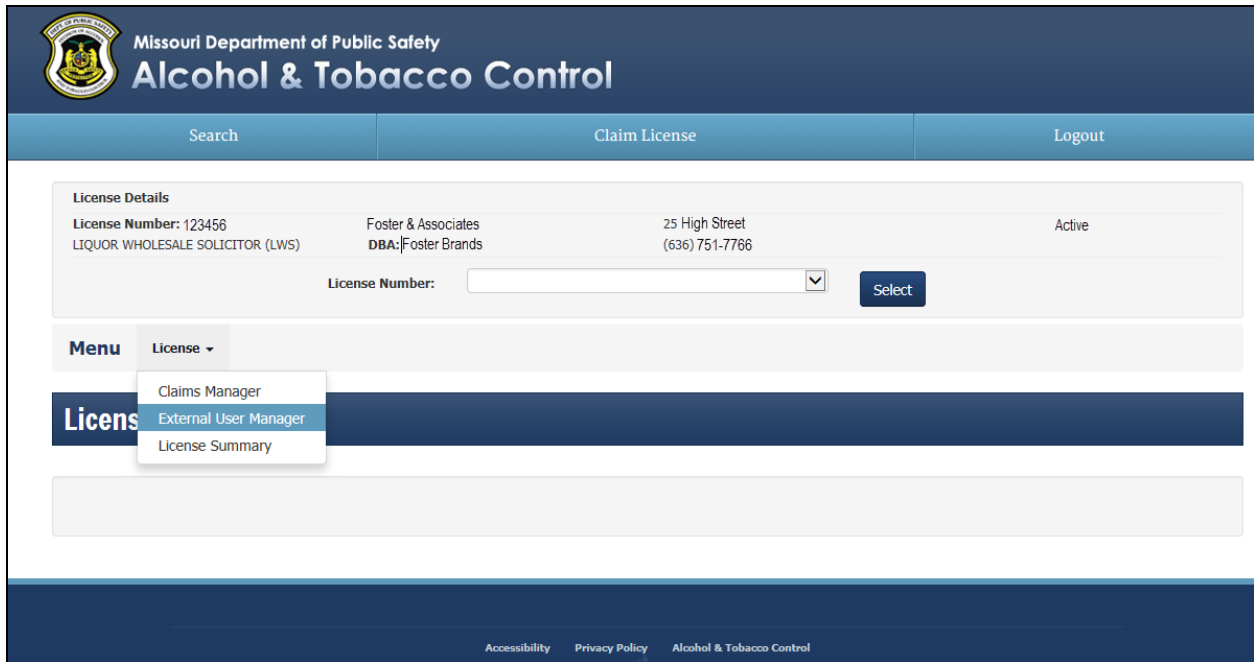 Missouri Department of Public Safety
Alcohol & Tobacco Control
Search Claim License Logout
License Details
License Number: 123456 Foster & Associates 25 High Street Active
LIQUOR WHOLESALE SOLICITOR (LWS) DBA: Foster Brands (636) 751-7766
License Number: Select
Menu License
Claims Manager
Licens External User Manager
License Summary
Accessibility Privacy Policy Alcohol & Tobacco Control